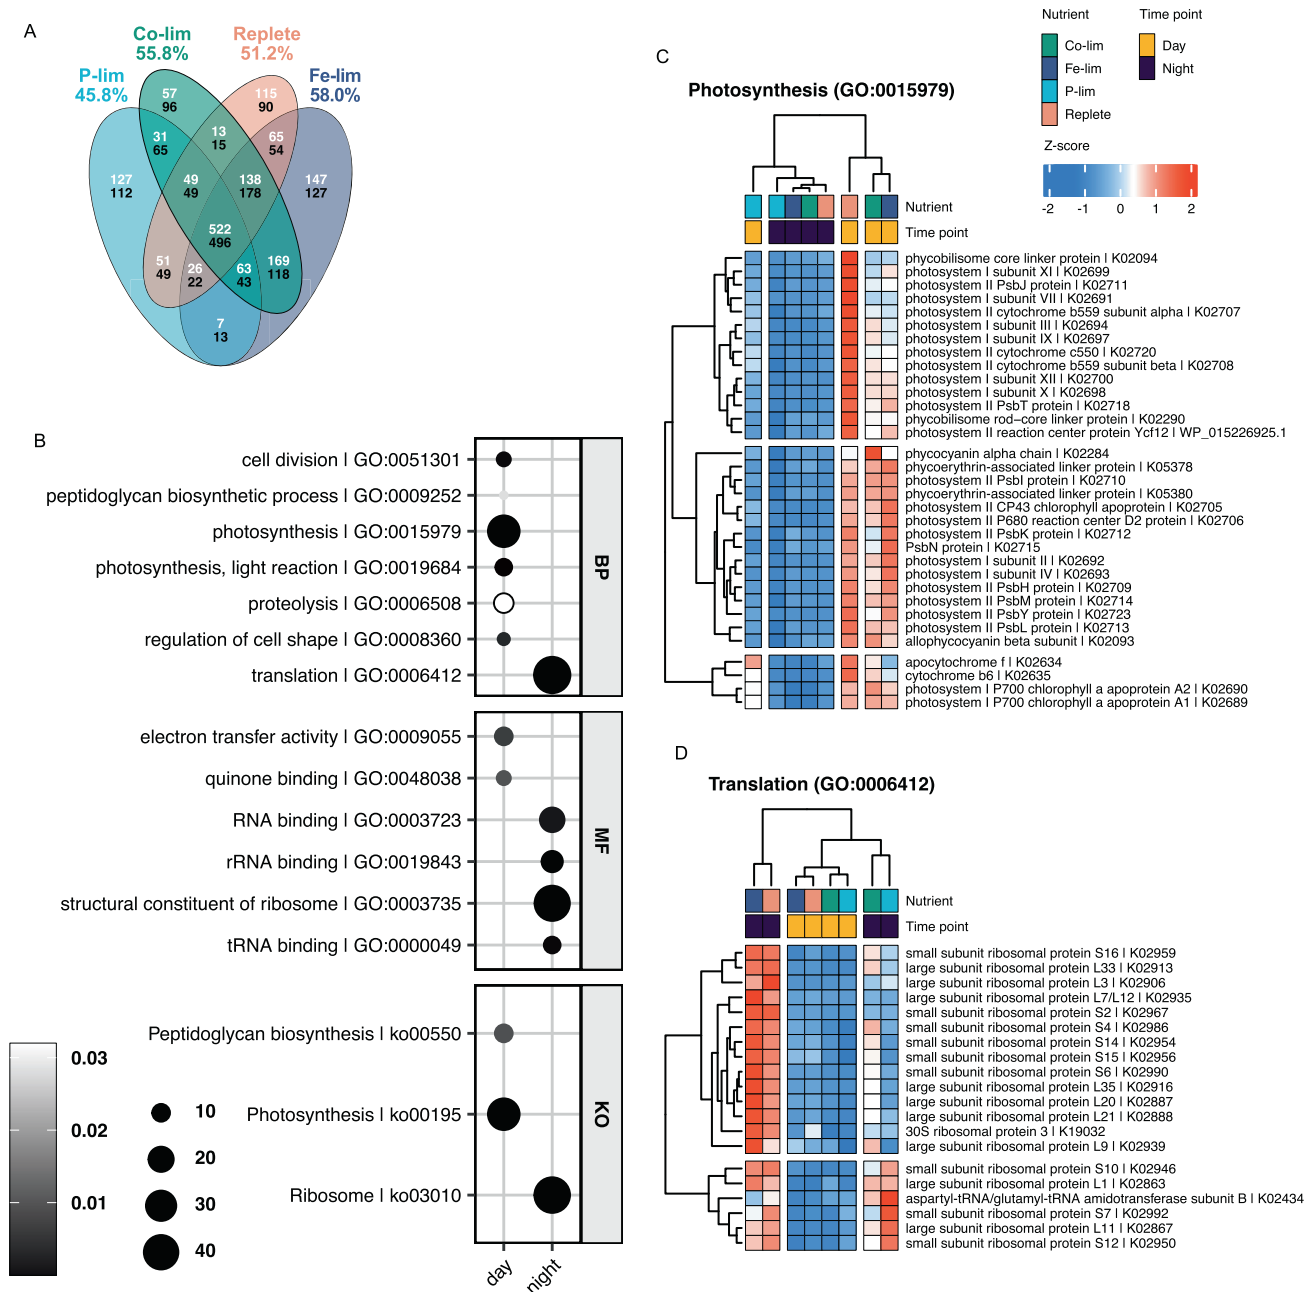 A
Co-lim
55.8%
Replete
51.2%
P-lim
45.8%
Fe-lim
58.0%
57
96
115
90
31
65
13
15
65
54
127
112
49
49
138
178
147
127
522
496
51
49
26
22
63
43
169
118
7
13
B
cell division | GO:0051301
peptidoglycan biosynthetic process | GO:0009252
photosynthesis | GO:0015979
photosynthesis, light reaction | GO:0019684
proteolysis | GO:0006508
regulation of cell shape | GO:0008360
translation | GO:0006412
BP
electron transfer activity | GO:0009055
quinone binding | GO:0048038
RNA binding | GO:0003723
rRNA binding | GO:0019843
structural constituent of ribosome | GO:0003735
tRNA binding | GO:0000049
MF
Peptidoglycan biosynthesis | ko00550
Photosynthesis | ko00195
Ribosome | ko03010
KO
day
night
0.03
0.02
0.01
10
20
30
40
C
Nutrient
Co-lim
Fe-lim
P-lim
Replete
Time point
Day
Night
Z-score
-2 -1 0 1 2
Photosynthesis (GO:0015979)
Nutrient
Time point
phycobilisome core linker protein | K02094
photosystem I subunit XI | K02699
photosystem II PsbJ protein | K02711
photosystem I subunit VII | K02691
photosystem II cytochrome b559 subunit alpha | K02707
photosystem I subunit III | K02694
photosystem I subunit IX | K02697
photosystem II cytochrome c550 | K02720
photosystem II cytochrome b559 subunit beta | K02708
photosystem I subunit XII | K02700
photosystem I subunit X | K02698
photosystem II PsbT protein | K02718
phycobilisome rod−core linker protein | K02290
photosystem II reaction center protein Ycf12 | WP_015226925.1
phycocyanin alpha chain | K02284
phycoerythrin-associated linker protein | K05378
photosystem II PsbI protein | K02710
phycoerythrin-associated linker protein | K05380
photosystem II CP43 chlorophyll apoprotein | K02705
photosystem II P680 reaction center D2 protein | K02706
photosystem II PsbK protein | K02712
PsbN protein | K02715
photosystem I subunit II | K02692
photosystem I subunit IV | K02693
photosystem II PsbH protein | K02709
photosystem II PsbM protein | K02714
photosystem II PsbY protein | K02723
photosystem II PsbL protein | K02713
allophycocyanin beta subunit | K02093
apocytochrome f | K02634
cytochrome b6 | K02635
photosystem I P700 chlorophyll a apoprotein A2 | K02690
photosystem I P700 chlorophyll a apoprotein A1 | K02689
D
Translation (GO:0006412)
Nutrient
Time point
small subunit ribosomal protein S16 | K02959
large subunit ribosomal protein L33 | K02913
large subunit ribosomal protein L3 | K02906
large subunit ribosomal protein L7/L12 | K02935
small subunit ribosomal protein S2 | K02967
small subunit ribosomal protein S4 | K02986
small subunit ribosomal protein S14 | K02954
small subunit ribosomal protein S15 | K02956
small subunit ribosomal protein S6 | K02990
large subunit ribosomal protein L35 | K02916
large subunit ribosomal protein L20 | K02887
large subunit ribosomal protein L21 | K02888
30S ribosomal protein 3 | K19032
large subunit ribosomal protein L9 | K02939
small subunit ribosomal protein S10 | K02946
large subunit ribosomal protein L1 | K02863
aspartyl-tRNA/glutamyl-tRNA amidotransferase subunit B | K02434
small subunit ribosomal protein S7 | K02992
large subunit ribosomal protein L11 | K02867
small subunit ribosomal protein S12 | K02950